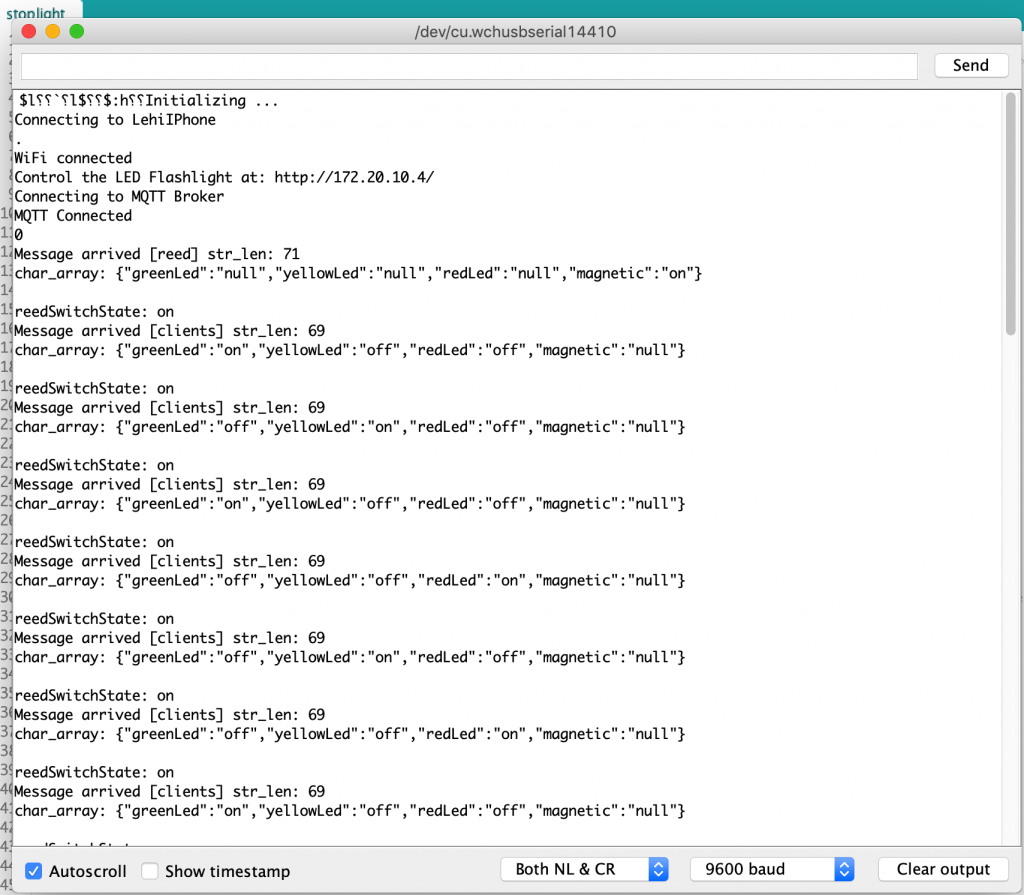 stoplight
/dev/cu.wchusbserial14410
Send
$l⸮⸮`⸮l$⸮⸮$:h⸮⸮Initializing ...
Connecting to LehiIPhone
.
WiFi connected
Control the LED Flashlight at: http://172.20.10.4/
Connecting to MQTT Broker
MQTT Connected
0
Message arrived [reed] str_len: 71
char_array: {"greenLed":"null","yellowLed":"null","redLed":"null","magnetic":"on"}
reedSwitchState: on
Message arrived [clients] str_len: 69
char_array: {"greenLed":"on","yellowLed":"off","redLed":"off","magnetic":"null"}
reedSwitchState: on
Message arrived [clients] str_len: 69
char_array: {"greenLed":"off","yellowLed":"on","redLed":"off","magnetic":"null"}
reedSwitchState: on
Message arrived [clients] str_len: 69
char_array: {"greenLed":"on","yellowLed":"off","redLed":"off","magnetic":"null"}
reedSwitchState: on
Message arrived [clients] str_len: 69
char_array: {"greenLed":"off","yellowLed":"off","redLed":"on","magnetic":"null"}
reedSwitchState: on
Message arrived [clients] str_len: 69
char_array: {"greenLed":"off","yellowLed":"on","redLed":"off","magnetic":"null"}
reedSwitchState: on
Message arrived [clients] str_len: 69
char_array: {"greenLed":"off","yellowLed":"off","redLed":"on","magnetic":"null"}
reedSwitchState: on
Message arrived [clients] str_len: 69
char_array: {"greenLed":"on","yellowLed":"off","redLed":"off","magnetic":"null"}
Autoscroll
Show timestamp
Both NL & CR
9600 baud
Clear output